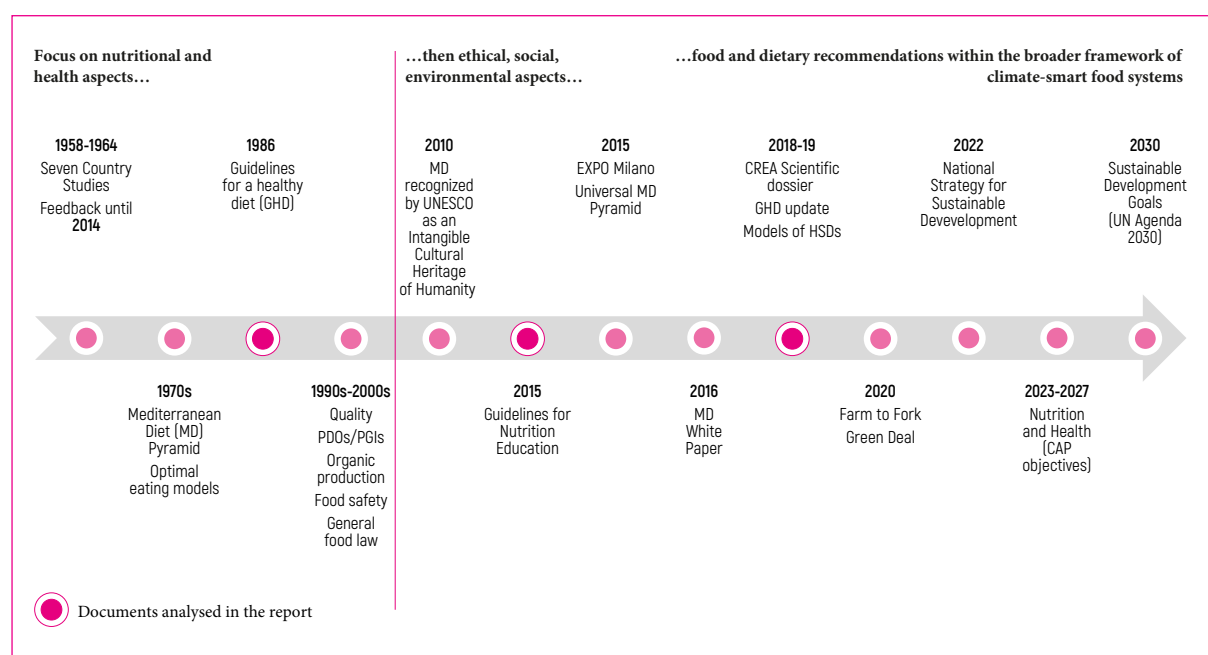 Focus on nutritional and
health aspects…
…then ethical, social,
environmental aspects…
…food and dietary recommendations within the broader framework of
climate-smart food systems
1958-1964
Seven Country
Studies
Feedback until
2014
1986
Guidelines
for a healthy
diet (GHD)
2010
MD
recognized
by UNESCO
as an
Intangible
Cultural
Heritage
of Humanity
2015
EXPO Milano
Universal MD
Pyramid
2018-19
CREA Scientific
dossier
GHD update
Models of HSDs
2022
National
Strategy for
Sustainable
Devevelopment
2030
Sustainable
Development
Goals
(UN Agenda
2030)
1970s
Mediterranean
Diet (MD)
Pyramid
Optimal
eating models
1990s-2000s
Quality
PDOs/PGIs
Organic
production
Food safety
General
food law
2015
Guidelines for
Nutrition
Education
2016
MD
White
Paper
2020
Farm to Fork
Green Deal
2023-2027
Nutrition
and Health
(CAP
objectives)
Documents analysed in the report